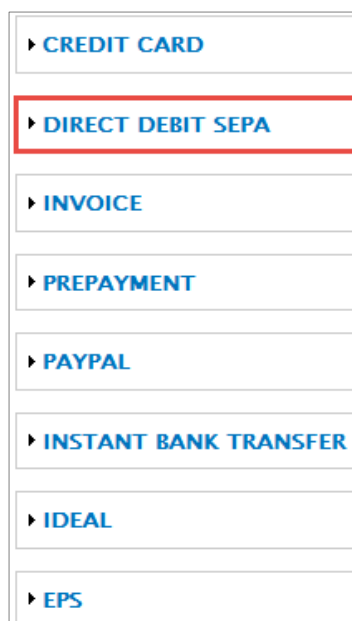 CREDIT CARD
DIRECT DEBIT SEPA
INVOICE
PREPAYMENT
PAYPAL
INSTANT BANK TRANSFER
IDEAL
EPS